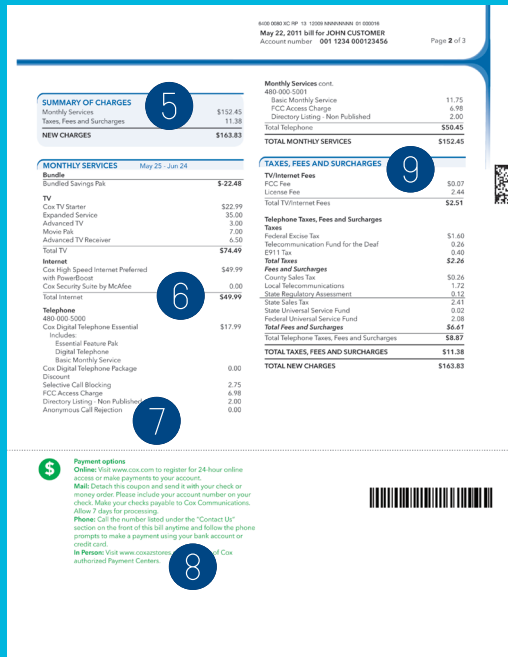 6400 0080 XC RP 13 12009 NNNNNNNN 01 000016
May 22, 2011 bill for JOHN CUSTOMER
Account number 001 1234 000123456
Page 2 of 3
SUMMARY OF CHARGES
Monthly Services $152.45
Taxes, Fees and Surcharges 11.38
NEW CHARGES $163.83
5
MONTHLY SERVICES May 25 - Jun 24
Bundle
Bundled Savings Pak $-22.48
TV
Cox TV Starter $22.99
Expanded Service 35.00
Advanced TV 3.00
Movie Pak 7.00
Advanced TV Receiver 6.50
Total TV $74.49
Internet
Cox High Speed Internet Preferred $49.99
with PowerBoost
Cox Security Suite by McAfee 0.00
Total Internet $49.99
6
Telephone
480-000-5000
Cox Digital Telephone Essential $17.99
Includes:
Essential Feature Pak
Digital Telephone
Basic Monthly Service
Cox Digital Telephone Package 0.00
Discount
Selective Call Blocking 2.75
FCC Access Charge 6.98
Directory Listing - Non Published 2.00
Anonymous Call Rejection 0.00
7
Monthly Services cont.
480-000-5001
Basic Monthly Service 11.75
FCC Access Charge 6.98
Directory Listing - Non Published 2.00
Total Telephone $50.45
TOTAL MONTHLY SERVICES $152.45
TAXES, FEES AND SURCHARGES
9
TV/Internet Fees
FCC Fee $0.07
License Fee 2.44
Total TV/Internet Fees $2.51
Telephone Taxes, Fees and Surcharges
Taxes
Federal Excise Tax $1.60
Telecommunication Fund for the Deaf 0.26
E911 Tax 0.40
Total Taxes $2.26
Fees and Surcharges
County Sales Tax $0.26
Local Telecommunications 1.72
State Regulatory Assessment 0.12
State Sales Tax 2.41
State Universal Service Fund 0.02
Federal Universal Service Fund 2.08
Total Fees and Surcharges $6.61
Total Telephone Taxes, Fees and Surcharges $8.87
TOTAL TAXES, FEES AND SURCHARGES $11.38
TOTAL NEW CHARGES $163.83
$
Payment options
Online: Visit www.cox.com to register for 24-hour online
access or make payments to your account.
Mail: Detach this coupon and send it with your check or
money order. Please include your account number on your
check. Make your checks payable to Cox Communications.
Allow 7 days for processing.
Phone: Call the number listed under the "Contact Us"
section on the front of this bill anytime and follow the phone
prompts to make a payment using your bank account or
credit card.
In Person: Visit www.coxazstores of Cox
authorized Payment Centers.
8